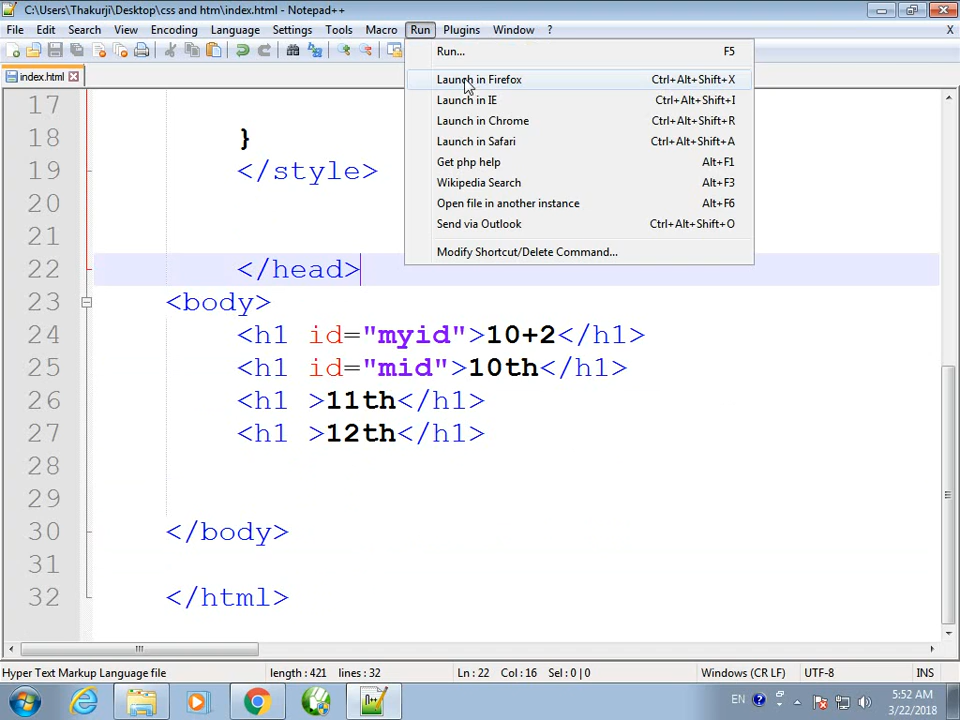 C:\Users\Thakurji\Desktop\css and htm\index.html - Notepad++
File Edit Search View Encoding Language Settings Tools Macro Run Plugins Window ? X
index.html
Run... F5
Launch in Firefox Ctrl+Alt+Shift+X
Launch in IE Ctrl+Alt+Shift+I
Launch in Chrome Ctrl+Alt+Shift+R
Launch in Safari Ctrl+Alt+Shift+A
Get php help Alt+F1
Wikipedia Search Alt+F3
Open file in another instance Alt+F6
Send via Outlook Ctrl+Alt+Shift+O
Modify Shortcut/Delete Command...
17
18 }
19 </style>
20
21
22 </head>
23 <body>
24 <h1 id="myid">10+2</h1>
25 <h1 id="mid">10th</h1>
26 <h1 >11th</h1>
27 <h1 >12th</h1>
28
29
30 </body>
31
32 </html>
Hyper Text Markup Language file length : 421 lines : 32 Ln : 22 Col : 16 Sel : 0 | 0 Windows (CR LF) UTF-8 INS
EN 5:52 AM
3/22/2018